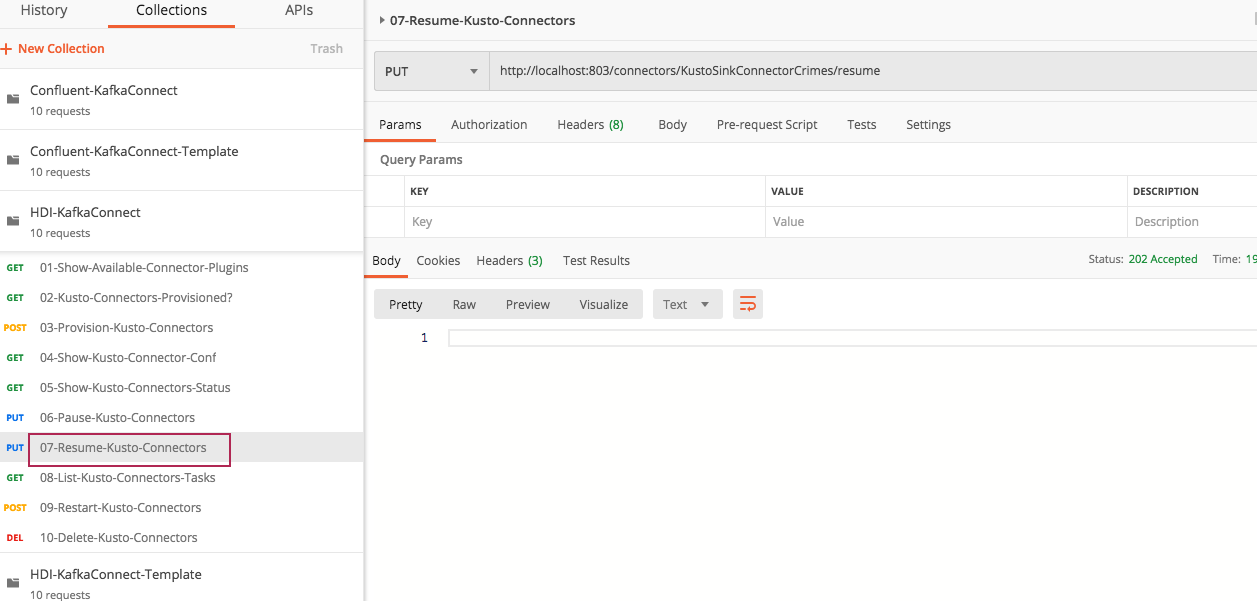 History Collections APIs
+ New Collection Trash
Confluent-KafkaConnect
10 requests
Confluent-KafkaConnect-Template
10 requests
HDI-KafkaConnect
10 requests
GET 01-Show-Available-Connector-Plugins
GET 02-Kusto-Connectors-Provisioned?
POST 03-Provision-Kusto-Connectors
GET 04-Show-Kusto-Connector-Conf
GET 05-Show-Kusto-Connectors-Status
PUT 06-Pause-Kusto-Connectors
PUT 07-Resume-Kusto-Connectors
GET 08-List-Kusto-Connectors-Tasks
POST 09-Restart-Kusto-Connectors
DEL 10-Delete-Kusto-Connectors
HDI-KafkaConnect-Template
10 requests
07-Resume-Kusto-Connectors
PUT http://localhost:803/connectors/KustoSinkConnectorCrimes/resume
Params Authorization Headers (8) Body Pre-request Script Tests Settings
Query Params
KEY VALUE DESCRIPTION
Key Value Description
Body Cookies Headers (3) Test Results Status: 202 Accepted Time: 19
Pretty Raw Preview Visualize Text
1